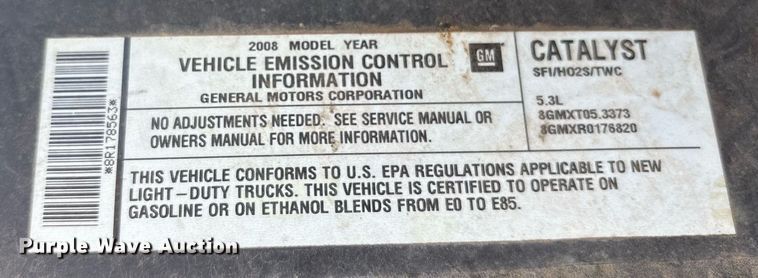 *8R178563*
2008 MODEL YEAR
VEHICLE EMISSION CONTROL
INFORMATION
GENERAL MOTORS CORPORATION
GM
NO ADJUSTMENTS NEEDED: SEE SERVICE MANUAL OR
OWNERS MANUAL FOR MORE INFORMATION.
CATALYST
SFI/HO2S/TWC
5.3L
8GMXT05.3373
8GMXR0176820
THIS VEHICLE CONFORMS TO U.S. EPA REGULATIONS APPLICABLE TO NEW
LIGHT-DUTY TRUCKS. THIS VEHICLE IS CERTIFIED TO OPERATE ON
GASOLINE OR ON ETHANOL BLENDS FROM E0 TO E85.
Purple Wave Auction